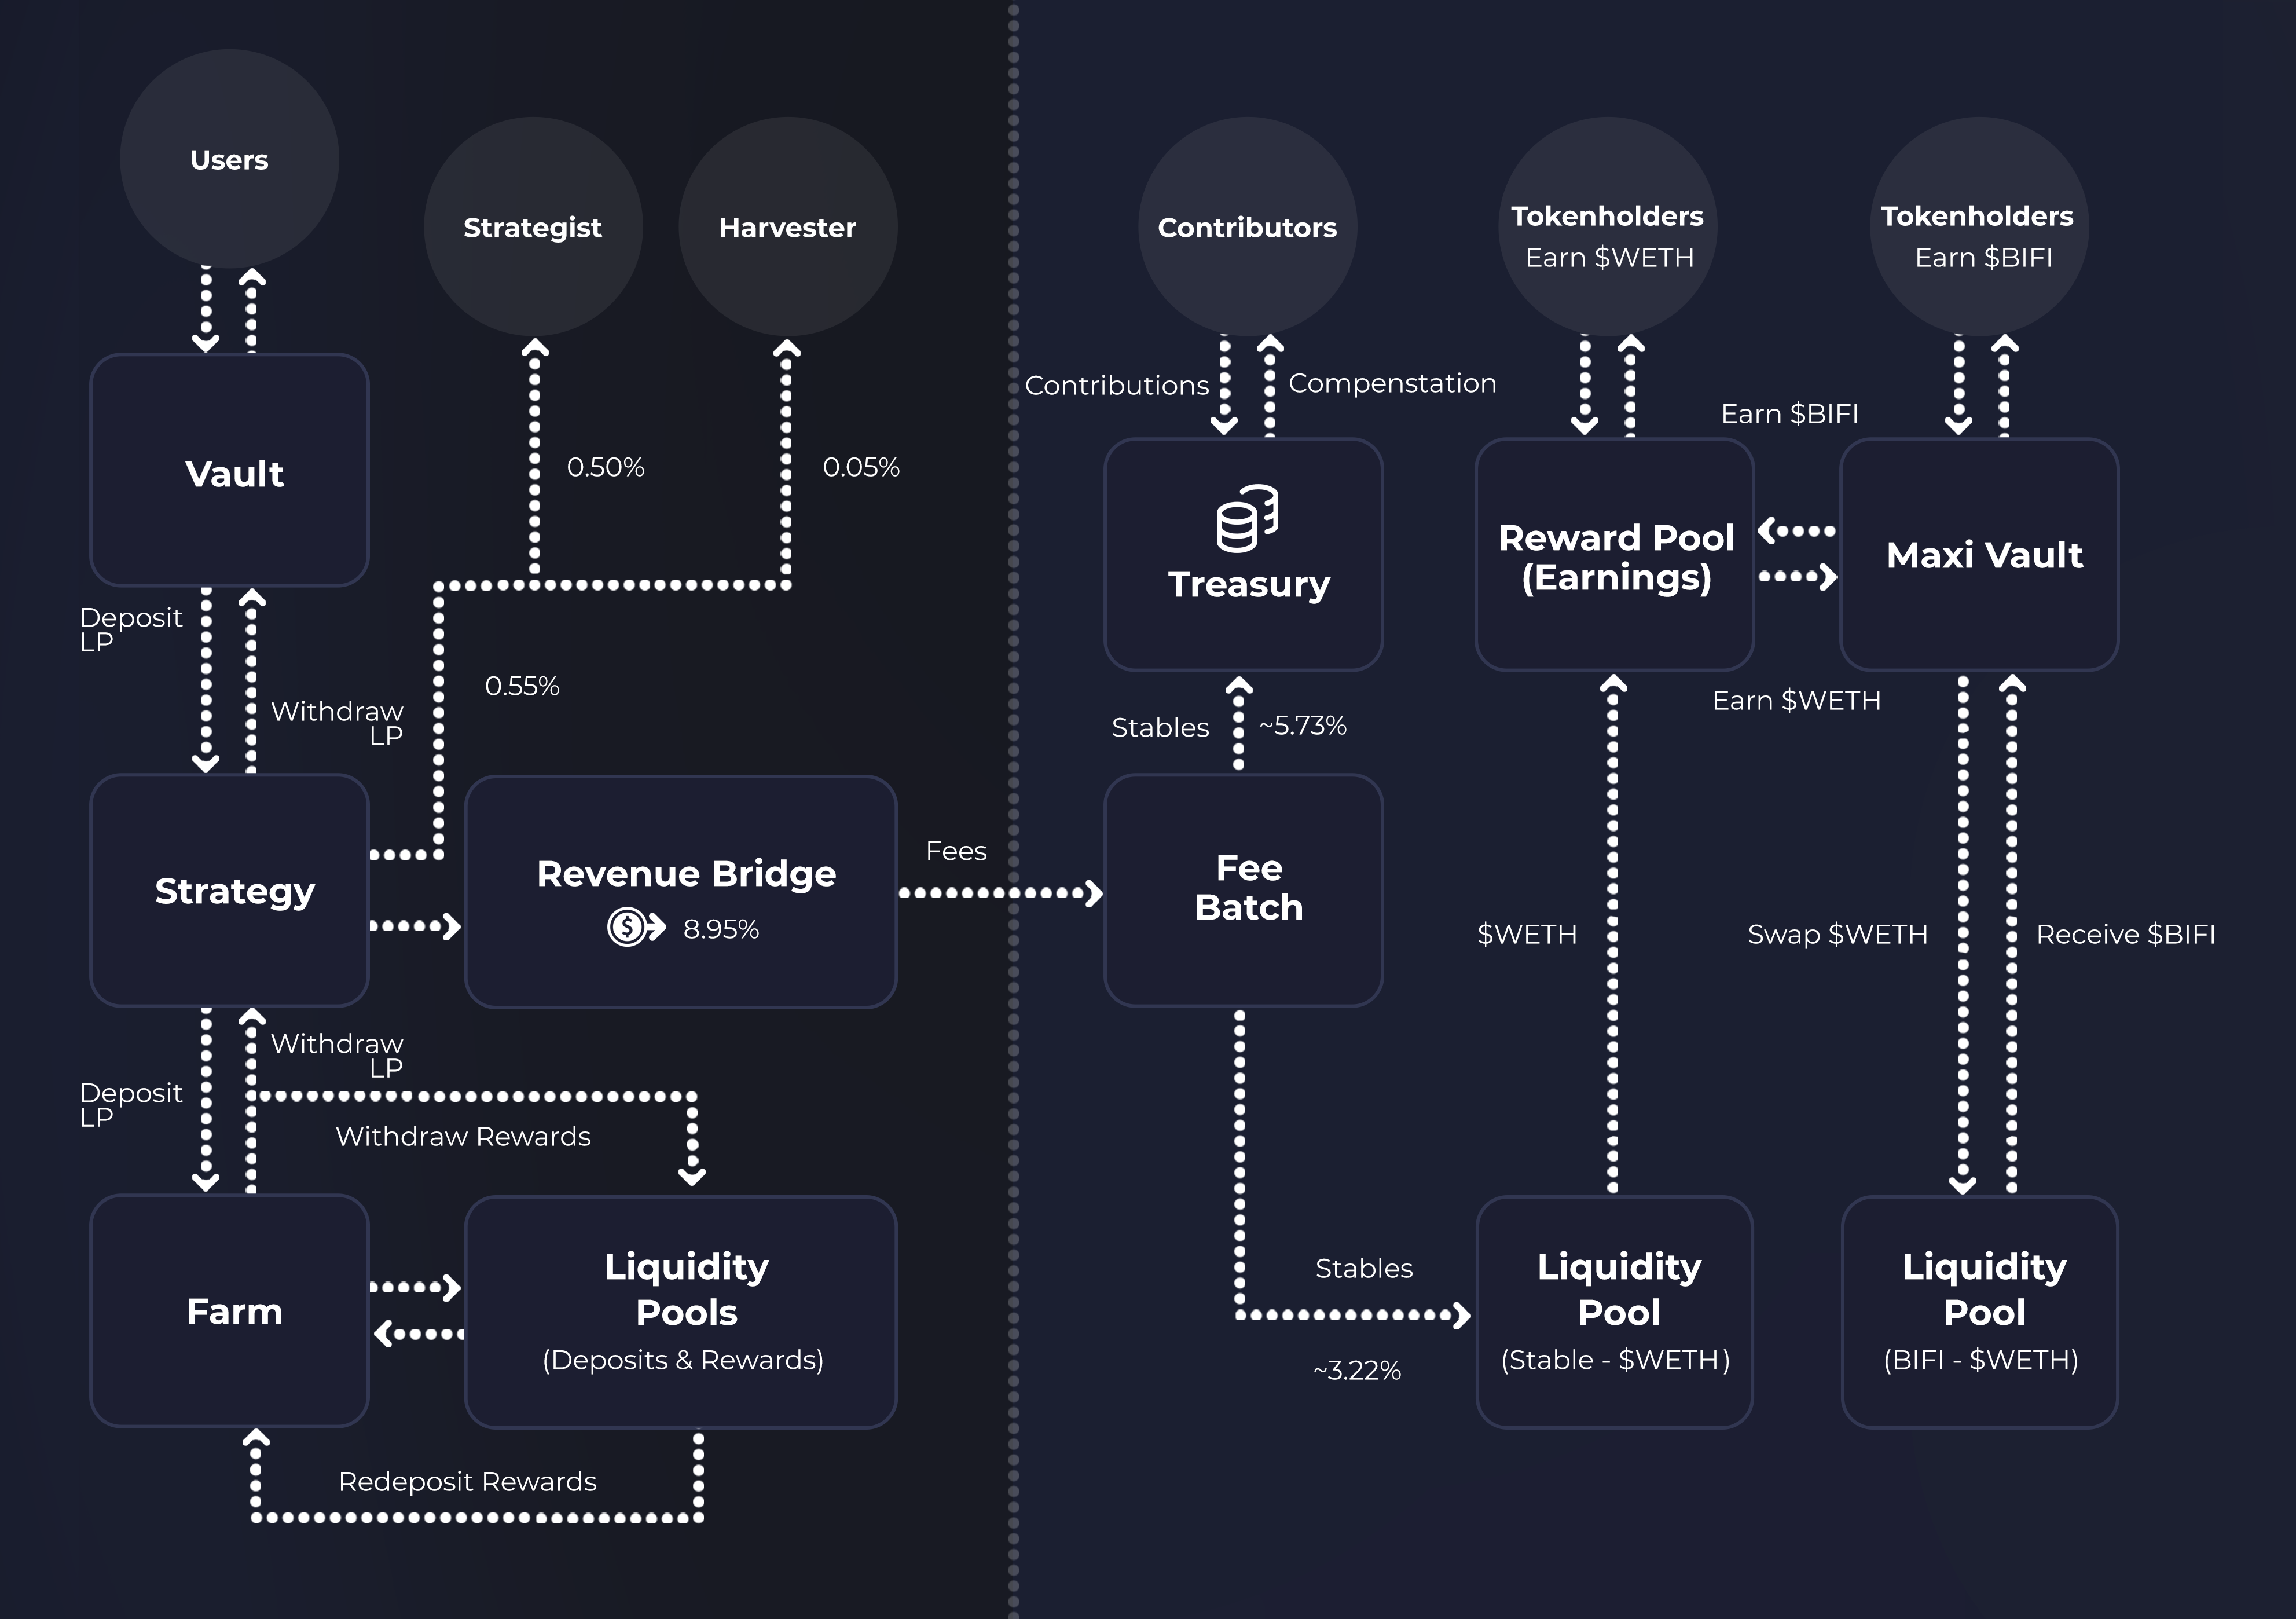 Users
Strategist
Harvester
Vault
0.50%
0.05%
Deposit
LP
Withdraw
LP
0.55%
Strategy
Revenue Bridge
8.95%
Fees
Withdraw
LP
Deposit
LP
Withdraw Rewards
Farm
Liquidity
Pools
(Deposits & Rewards)
Redeposit Rewards
Contributors
Tokenholders
Earn $WETH
Tokenholders
Earn $BIFI
Contributions
Compenstation
Earn $BIFI
Treasury
Reward Pool
(Earnings)
Maxi Vault
Earn $WETH
Stables
~5.73%
Fee
Batch
$WETH
Swap $WETH
Receive $BIFI
Stables
~3.22%
Liquidity
Pool
(Stable - $WETH)
Liquidity
Pool
(BIFI - $WETH)